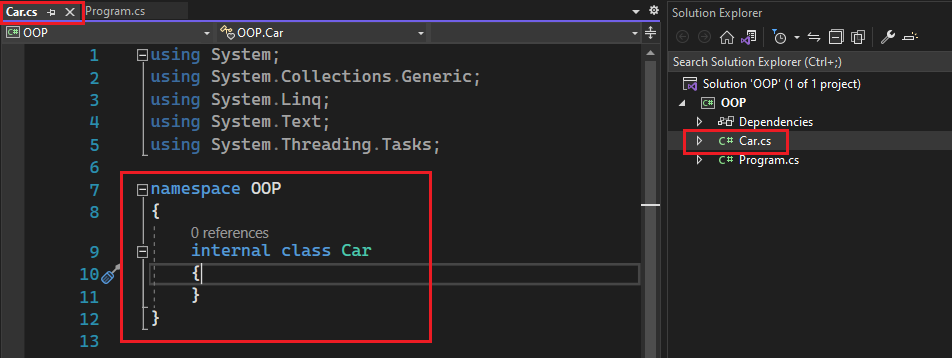 Car.cs
Program.cs
OOP
OOP.Car
1 using System;
2 using System.Collections.Generic;
3 using System.Linq;
4 using System.Text;
5 using System.Threading.Tasks;
6
7 namespace OOP
8 {
0 references
9 internal class Car
10 {
11 }
12 }
13
Solution Explorer
Search Solution Explorer (Ctrl+;)
Solution 'OOP' (1 of 1 project)
C# OOP
Dependencies
C# Car.cs
C# Program.cs